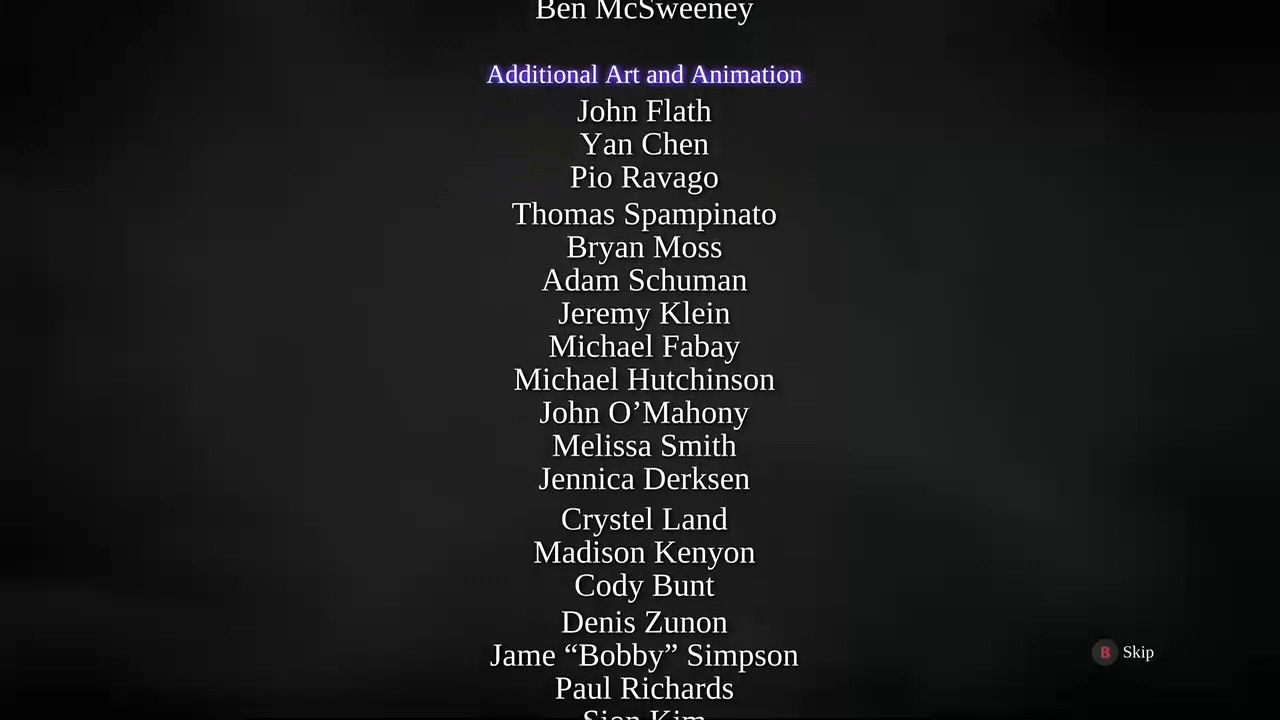 Ben McSweeney
Additional Art and Animation
John Flath
Yan Chen
Pio Ravago
Thomas Spampinato
Bryan Moss
Adam Schuman
Jeremy Klein
Michael Fabay
Michael Hutchinson
John O’Mahony
Melissa Smith
Jennica Derksen
Crystel Land
Madison Kenyon
Cody Bunt
Denis Zunon
Jame “Bobby” Simpson
B Skip
Paul Richards
Sion Kim